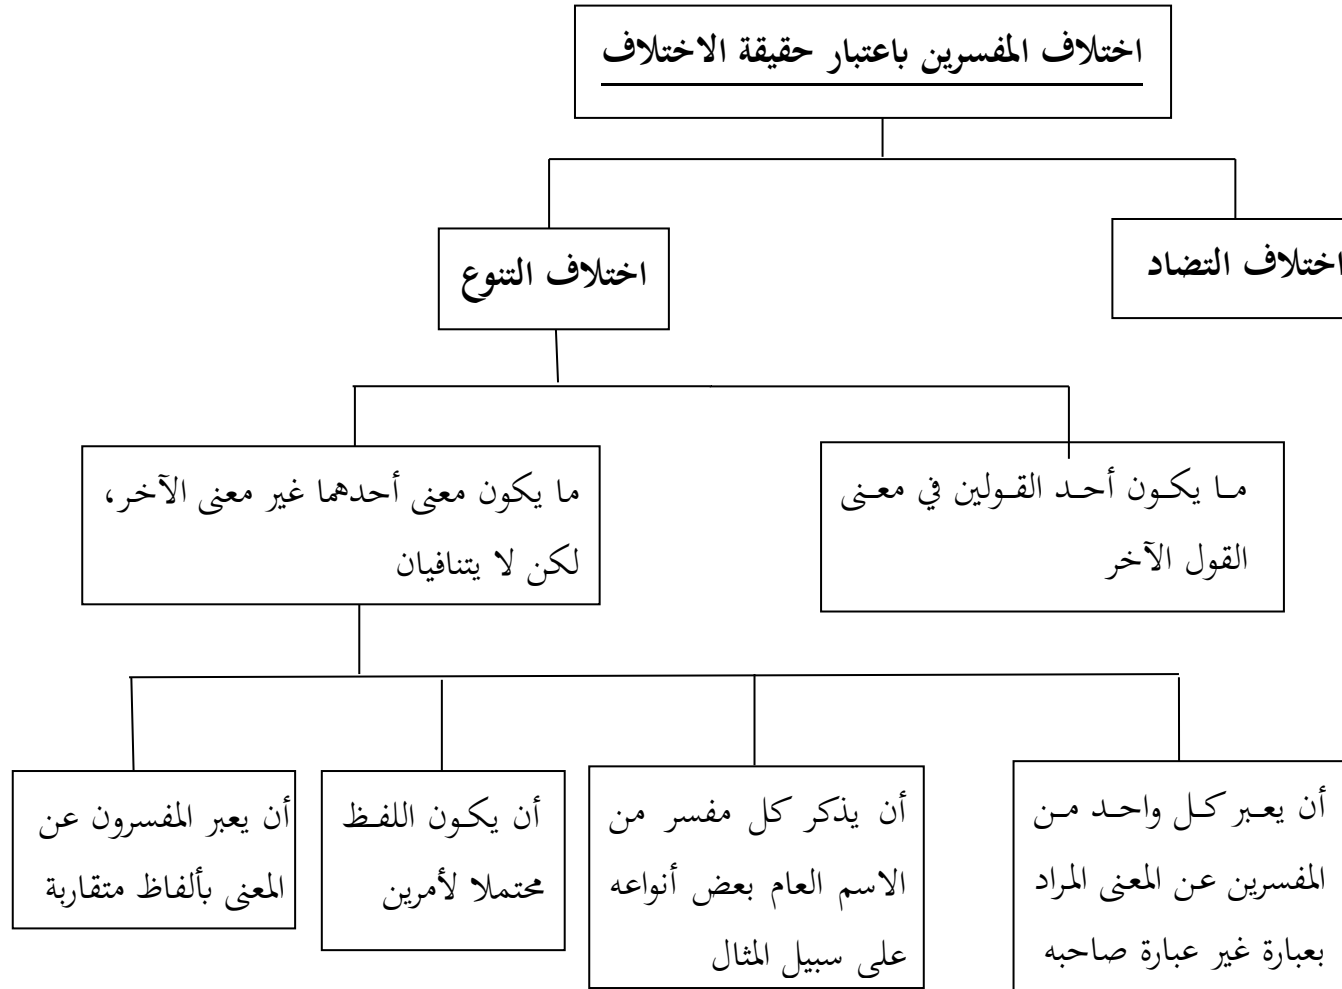 اختلاف المفسرين باعتبار حقيقة الاختلاف
اختلاف التضاد
اختلاف التنوع
ما يكون أحد القولين في معنى
القول الآخر
ما يكون معنى أحدهما غير معنى الآخر،
لكن لا يتنافيان
أن يعبر كل واحد من
المفسرين عن المعنى المراد
بعبارة غير عبارة صاحبه
أن يذكر كل مفسر من
الاسم العام بعض أنواعه
على سبيل المثال
أن يكون اللفظ
محتملا لأمرين
أن يعبر المفسرون عن
المعنى بألفاظ متقاربة